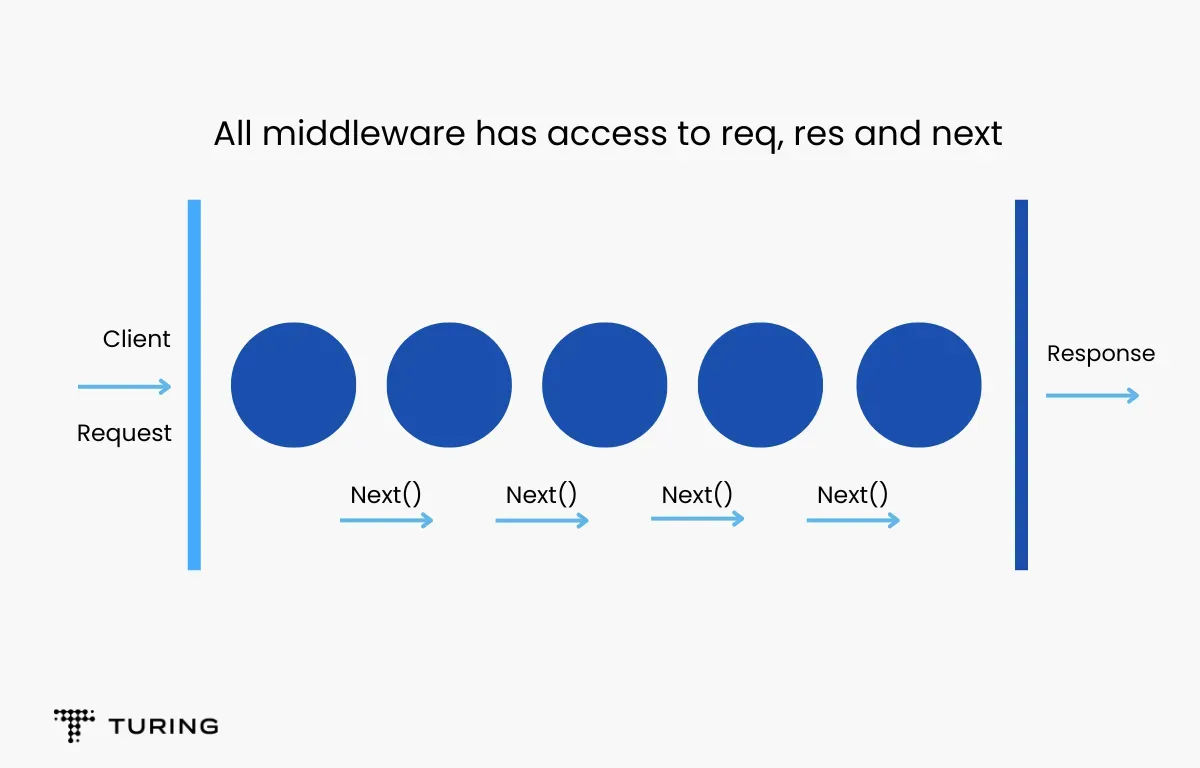 All middleware has access to req, res and next
Client
Request
Response
Next()
Next()
Next()
Next()
TURING